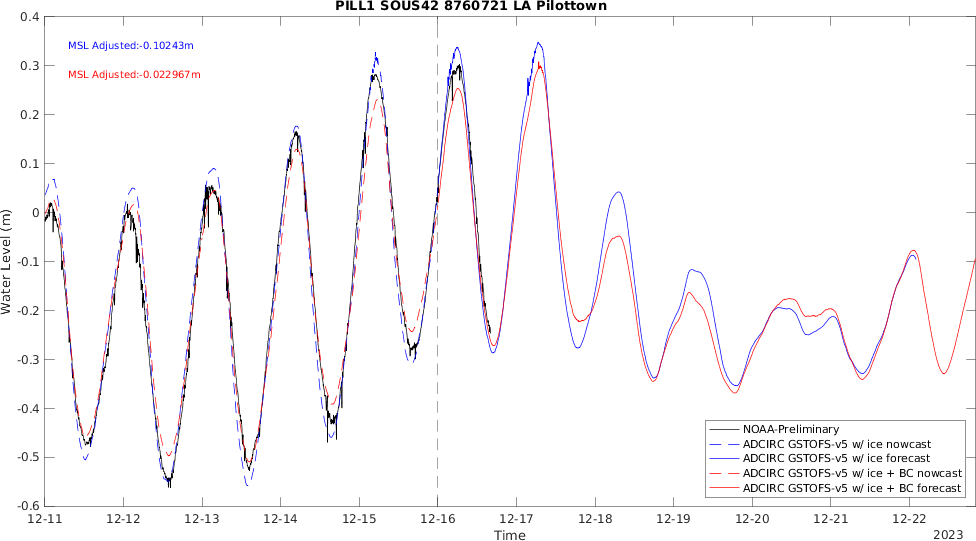 PILL1 SOUS42 8760721 LA Pilottown
MSL Adjusted:-0.10243m
MSL Adjusted:-0.022967m
Water Level (m)
0.4
0.3
0.2
0.1
0
-0.1
-0.2
-0.3
-0.4
-0.5
-0.6
NOAA-Preliminary
ADCIRC GSTOFS-v5 w/ ice nowcast
ADCIRC GSTOFS-v5 w/ ice forecast
ADCIRC GSTOFS-v5 w/ ice + BC nowcast
ADCIRC GSTOFS-v5 w/ ice + BC forecast
12-11 12-12 12-13 12-14 12-15 12-16 12-17 12-18 12-19 12-20 12-21 12-22
Time
2023